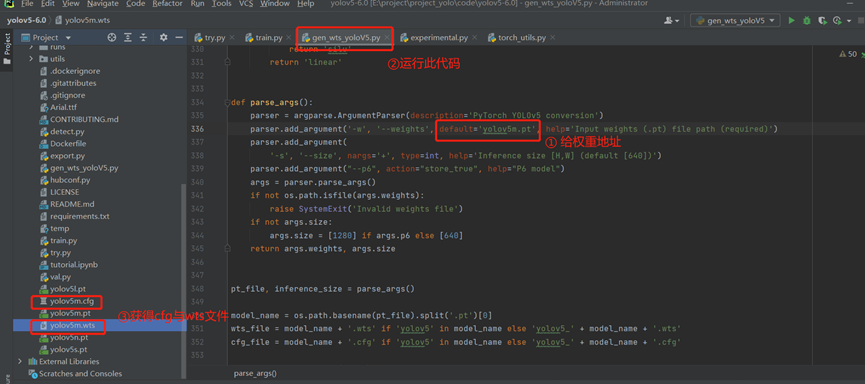 File Edit View Navigate Code Refactor Run Tools VCS Window Help
yolov5-6.0 [E:\project\project_yolo\code\yolov5-6.0] - gen_wts_yoloV5.py - Administrator
yolov5-6.0 yolov5m.wts
gen_wts_yoloV5
Project
Project
try.py
train.py
gen_wts_yoloV5.py
experimental.py
torch_utils.py
50
runs
utils
.dockerignore
.gitattributes
.gitignore
Arial.ttf
CONTRIBUTING.md
detect.py
Dockerfile
export.py
gen_wts_yoloV5.py
hubconf.py
LICENSE
README.md
requirements.txt
temp
train.py
try.py
tutorial.ipynb
val.py
yolov5l.pt
yolov5m.cfg
yolov5m.pt
yolov5m.wts
yolov5n.pt
yolov5s.pt
External Libraries
Scratches and Consoles
330 return 'silu'
331 return 'linear'
②运行此代码
332
333
334 def parse_args():
335 parser = argparse.ArgumentParser(description='PyTorch YOLOv5 conversion')
336 parser.add_argument('-w', '--weights', default='yolov5m.pt', help='Input weights (.pt) file path (required)')
① 给权重地址
337 parser.add_argument(
338 '-s', '--size', nargs='+', type=int, help='Inference size [H,W] (default [640])')
339 parser.add_argument("--p6", action="store_true", help="P6 model")
340 args = parser.parse_args()
341 if not os.path.isfile(args.weights):
342 raise SystemExit('Invalid weights file')
343 if not args.size:
344 args.size = [1280] if args.p6 else [640]
345 return args.weights, args.size
346
347
348 pt_file, inference_size = parse_args()
③获得cfg与wts文件
349
350 model_name = os.path.basename(pt_file).split('.pt')[0]
351 wts_file = model_name + '.wts' if 'yolov5' in model_name else 'yolov5_' + model_name + '.wts'
352 cfg_file = model_name + '.cfg' if 'yolov5' in model_name else 'yolov5_' + model_name + '.cfg'
353
parse_args()